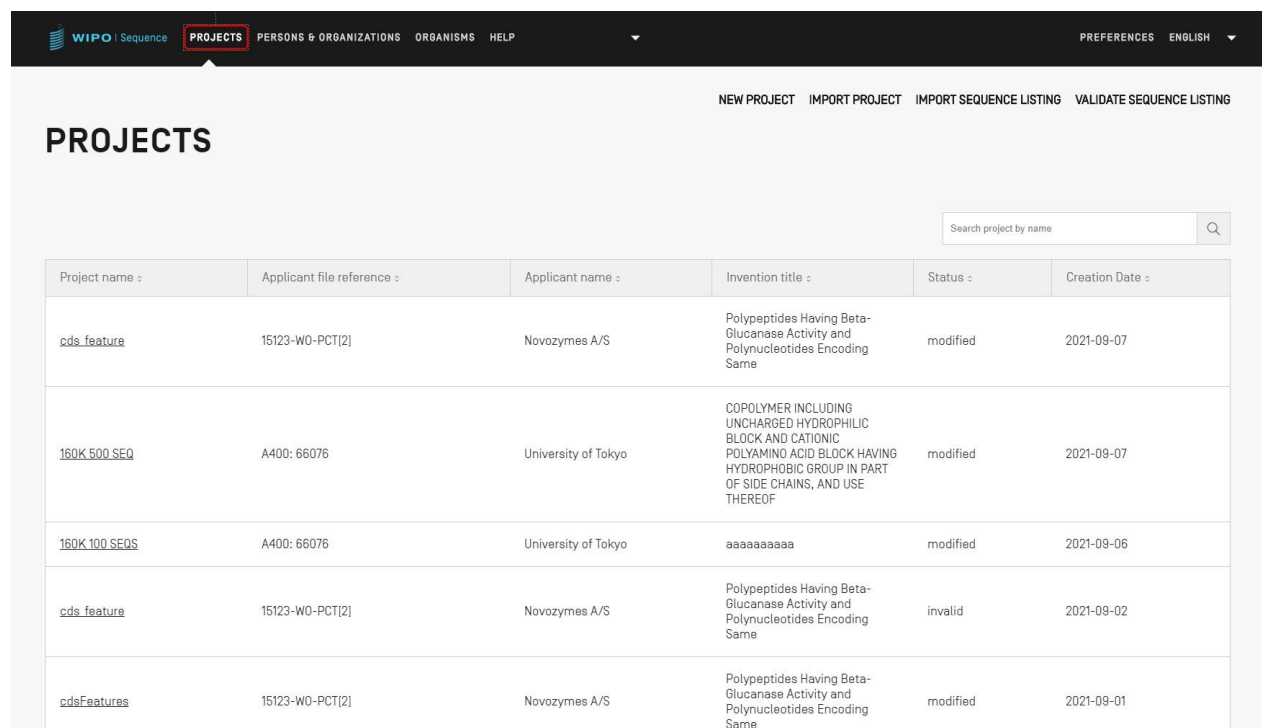 WIPO | Sequence PROJECTS PERSONS & ORGANIZATIONS ORGANISMS HELP PREFERENCES ENGLISH
NEW PROJECT IMPORT PROJECT IMPORT SEQUENCE LISTING VALIDATE SEQUENCE LISTING
PROJECTS
Search project by name
Project name Applicant file reference Applicant name Invention title Status Creation Date
cds_feature 15123-WO-PCT[2] Novozymes A/S
Polypeptides Having Beta-
Glucanase Activity and
Polynucleotides Encoding
Same
modified 2021-09-07
160K 500 SEQ A400: 66076 University of Tokyo
COPOLYMER INCLUDING
UNCHARGED HYDROPHILIC
BLOCK AND CATIONIC
POLYAMINO ACID BLOCK HAVING
HYDROPHOBIC GROUP IN PART
OF SIDE CHAINS, AND USE
THEREOF
modified 2021-09-07
160K 100 SEQS A400: 66076 University of Tokyo aaaaaaaaaa modified 2021-09-06
cds_feature 15123-WO-PCT[2] Novozymes A/S
Polypeptides Having Beta-
Glucanase Activity and
Polynucleotides Encoding
Same
invalid 2021-09-02
cdsFeatures 15123-WO-PCT[2] Novozymes A/S
Polypeptides Having Beta-
Glucanase Activity and
Polynucleotides Encoding
Same
modified 2021-09-01